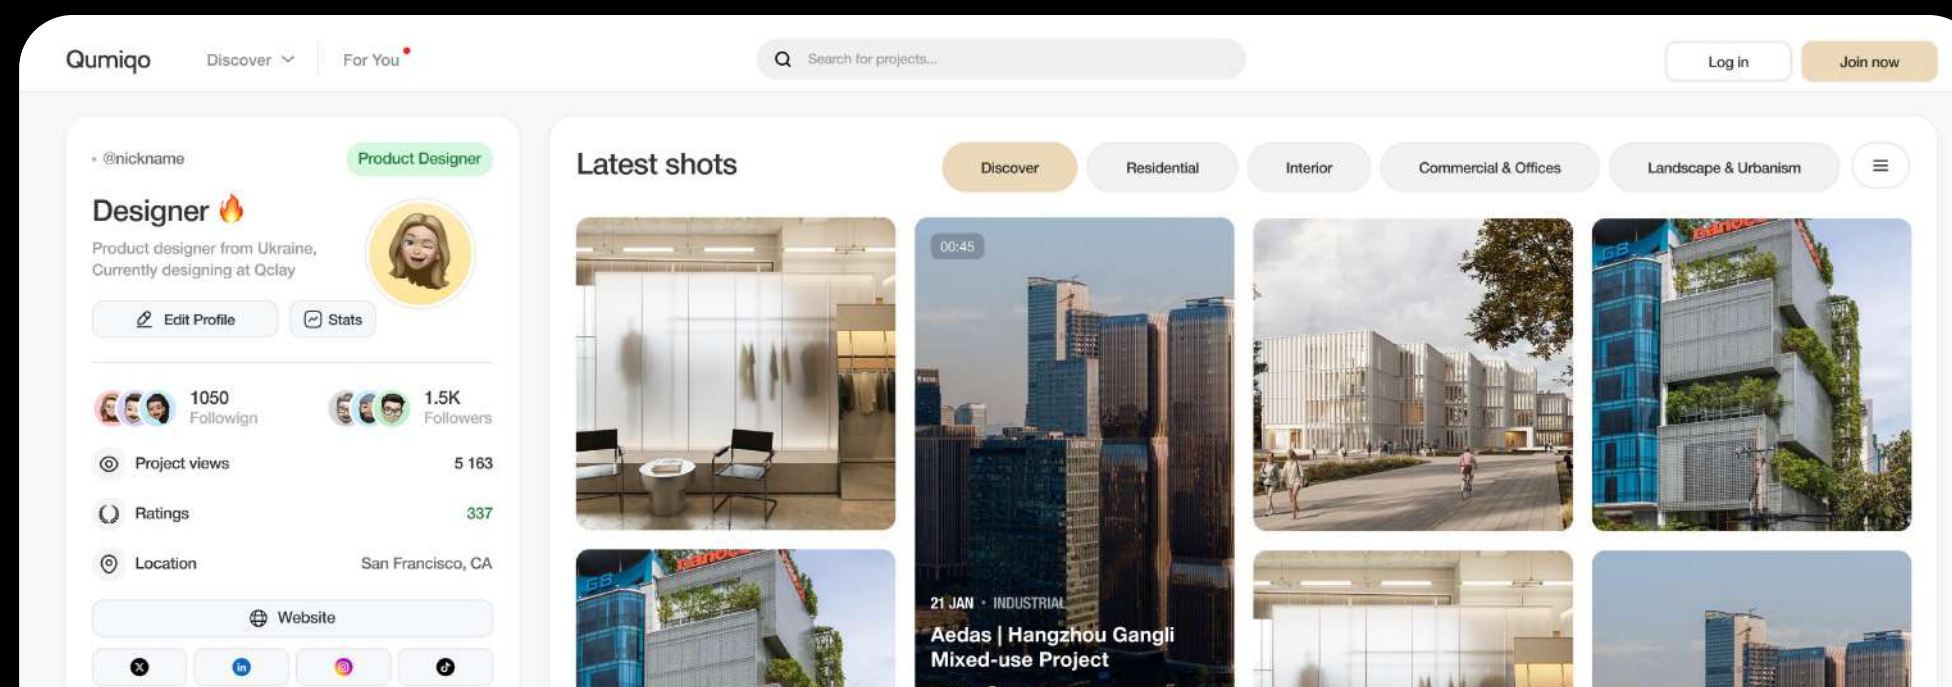 Qumiqo
Discover
For You
Search for projects...
Log in
Join now
@nickname
Product Designer
Designer 🔥
Product designer from Ukraine,
Currently designing at Qclay
Edit Profile
Stats
1050
Followign
1.5K
Followers
Project views
5 163
Ratings
337
Location
San Francisco, CA
Website
Latest shots
Discover
Residential
Interior
Commercial & Offices
Landscape & Urbanism
00:45
21 JAN • INDUSTRIAL
Aedas | Hangzhou Gangli
Mixed-use Project
GB
GB